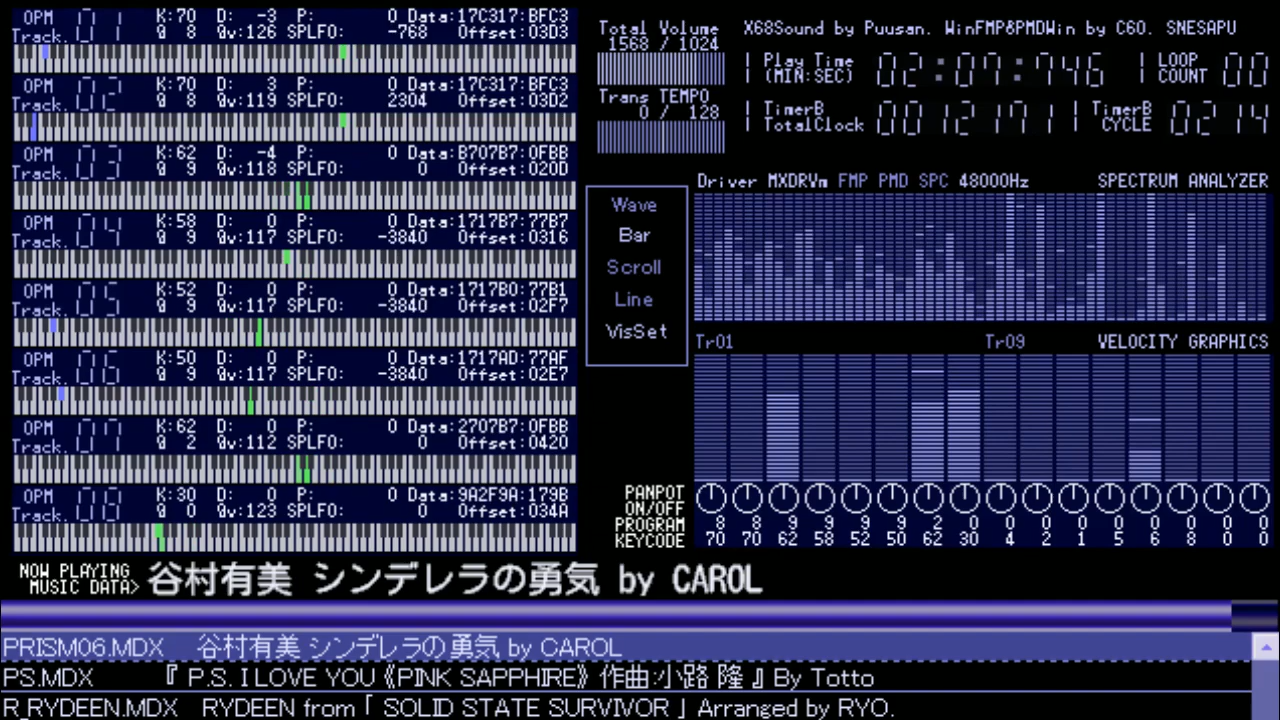 OPM Track. 01 K:70 D: -3 P: 0 Data:17C317:BFC3
Q 8 Qv:126 SPLFO: -768 Offset:03D3
OPM Track. 02 K:70 D: 3 P: 0 Data:17C317:BFC3
Q 8 Qv:119 SPLFO: 2304 Offset:03D2
OPM Track. 03 K:62 D: -4 P: 0 Data:B707B7:0FBB
Q 9 Qv:118 SPLFO: 0 Offset:020D
OPM Track. 04 K:58 D: 0 P: 0 Data:1717B7:77B7
Q 9 Qv:117 SPLFO: -3840 Offset:0316
OPM Track. 05 K:52 D: 0 P: 0 Data:1717B0:77B1
Q 9 Qv:117 SPLFO: -3840 Offset:02F7
OPM Track. 06 K:50 D: 0 P: 0 Data:1717AD:77AF
Q 9 Qv:117 SPLFO: -3840 Offset:02E7
OPM Track. 07 K:62 D: 0 P: 0 Data:2707B7:0FBB
Q 2 Qv:112 SPLFO: 0 Offset:0420
OPM Track. 08 K:30 D: 0 P: 0 Data:9A2F9A:179B
Q 0 Qv:123 SPLFO: 0 Offset:034A
Total Volume
1568 / 1024
Trans TEMPO
0 / 128
X68Sound by Puusan. WinFMP&PMDWin by C60. SNESAPU
Play Time (MIN:SEC) 02:07:746 LOOP COUNT 00
TimerB TotalClock 0012171 TimerB CYCLE 0214
Wave
Bar
Scroll
Line
VisSet
Driver MXDRVm FMP PMD SPC 48000Hz SPECTRUM ANALYZER
Tr01 Tr09 VELOCITY GRAPHICS
PANPOT
ON/OFF
PROGRAM 8 8 9 9 9 9 2 0 0 0 0 0 0 0 0 0
KEYCODE 70 70 62 58 52 50 62 30 4 2 1 5 6 8 0 0
NOW PLAYING MUSIC DATA> 谷村有美 シンデレラの勇気 by CAROL
PRISM06.MDX 谷村有美 シンデレラの勇気 by CAROL
PS.MDX 『 P.S. I LOVE YOU 《PINK SAPPHIRE》 作曲:小路 隆 』 By Totto
R_RYDEEN.MDX RYDEEN from 「 SOLID STATE SURVIVOR 」 Arranged by RYO.